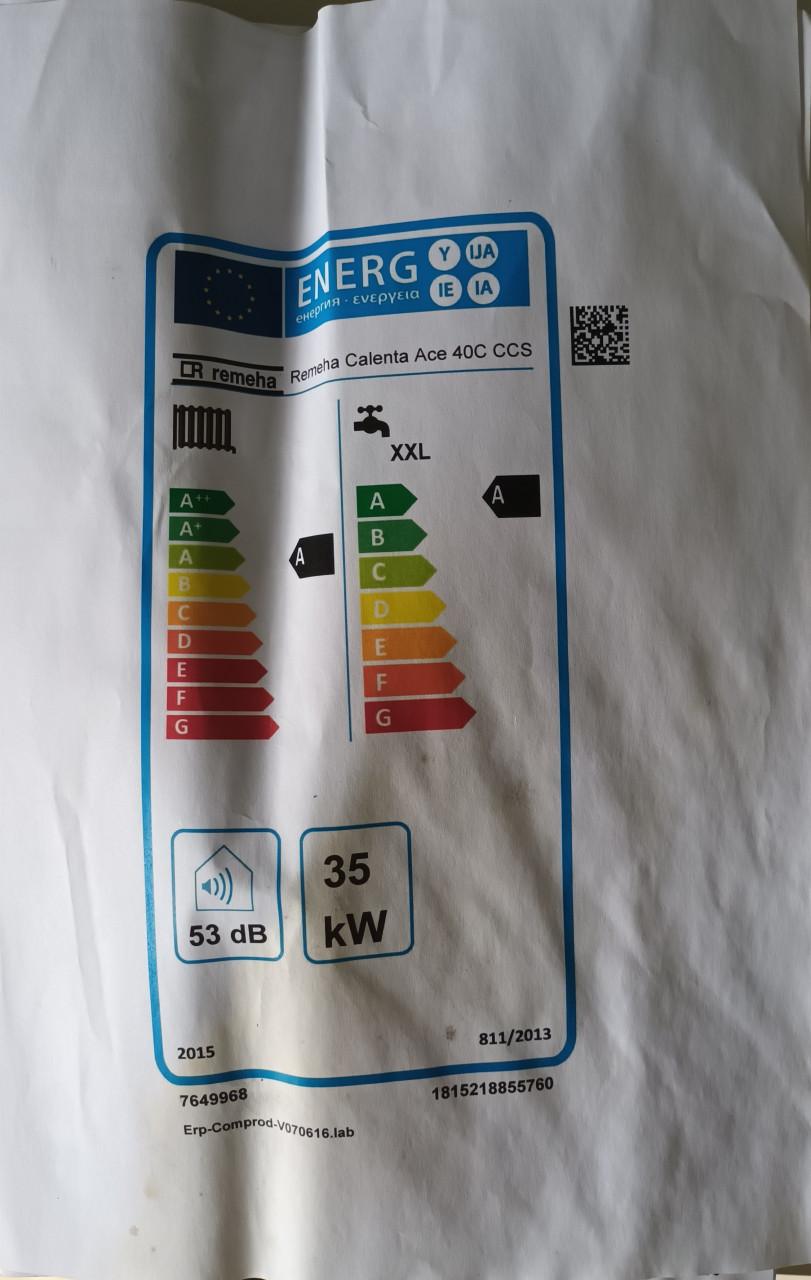 ENERG
енергия · ενεργεια
Y IJA
IE IA
remeha Remeha Calenta Ace 40C CCS
XXL
A++
A+
A
B
C
D
E
F
G
A
A
B
C
D
E
F
G
A
53 dB
35
kW
2015
811/2013
7649968
1815218855760
Erp-Comprod-V070616.lab